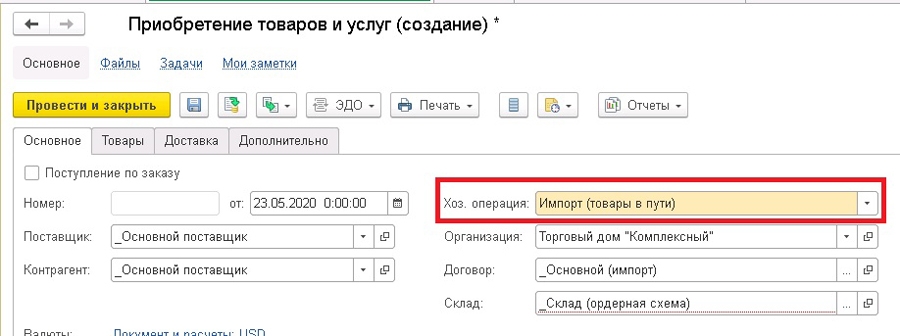 Приобретение товаров и услуг (создание) *
Основное Файлы Задачи Мои заметки
Провести и закрыть ЭДО Печать Отчеты
Основное Товары Доставка Дополнительно
Поступление по заказу
Номер: от: 23.05.2020 0:00:00 Хоз. операция: Импорт (товары в пути)
Поставщик: _Основной поставщик Организация: Торговый дом "Комплексный"
Контрагент: _Основной поставщик Договор: _Основной (импорт)
Склад: _Склад (ордерная схема)
Валюты: Документ и расчеты: USD